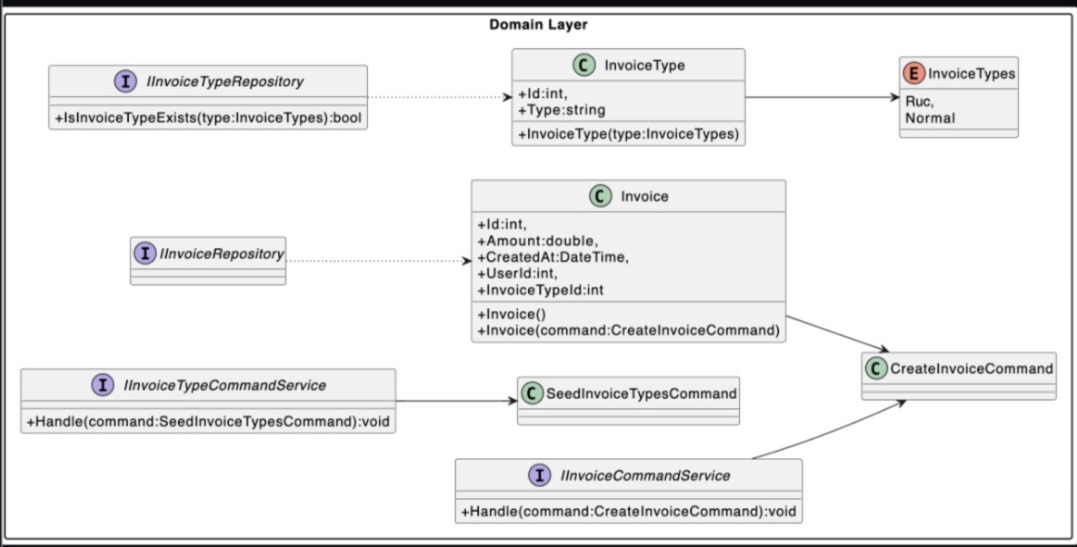 Domain Layer
I IInvoiceTypeRepository
+IsInvoiceTypeExists(type:InvoiceTypes):bool
C InvoiceType
+Id:int,
+Type:string
+InvoiceType(type:InvoiceTypes)
E InvoiceTypes
Ruc,
Normal
I IInvoiceRepository
C Invoice
+Id:int,
+Amount:double,
+CreatedAt:DateTime,
+UserId:int,
+InvoiceTypeId:int
+Invoice()
+Invoice(command:CreateInvoiceCommand)
C CreateInvoiceCommand
I IInvoiceTypeCommandService
+Handle(command:SeedInvoiceTypesCommand):void
C SeedInvoiceTypesCommand
I IInvoiceCommandService
+Handle(command:CreateInvoiceCommand):void